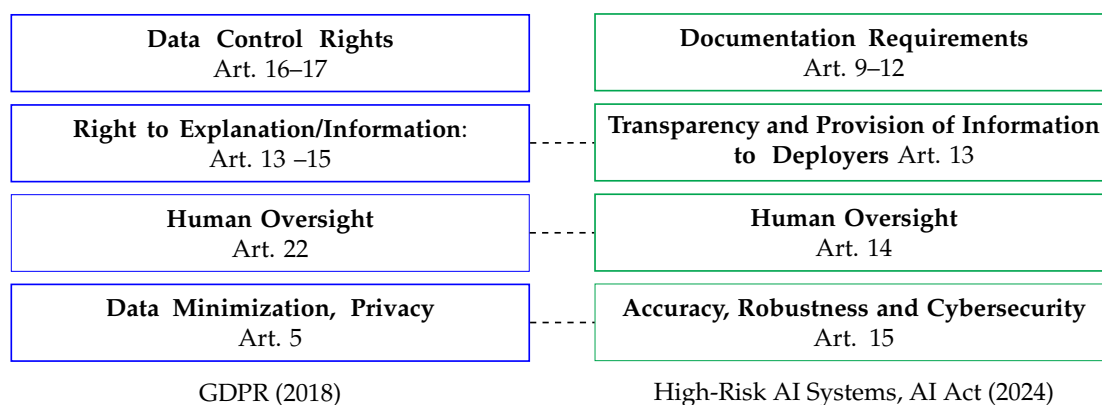 Data Control Rights
Art. 16–17
Documentation Requirements
Art. 9–12
Right to Explanation/Information:
Art. 13 –15
Transparency and Provision of Information
to Deployers Art. 13
Human Oversight
Art. 22
Human Oversight
Art. 14
Data Minimization, Privacy
Art. 5
Accuracy, Robustness and Cybersecurity
Art. 15
GDPR (2018)
High-Risk AI Systems, AI Act (2024)